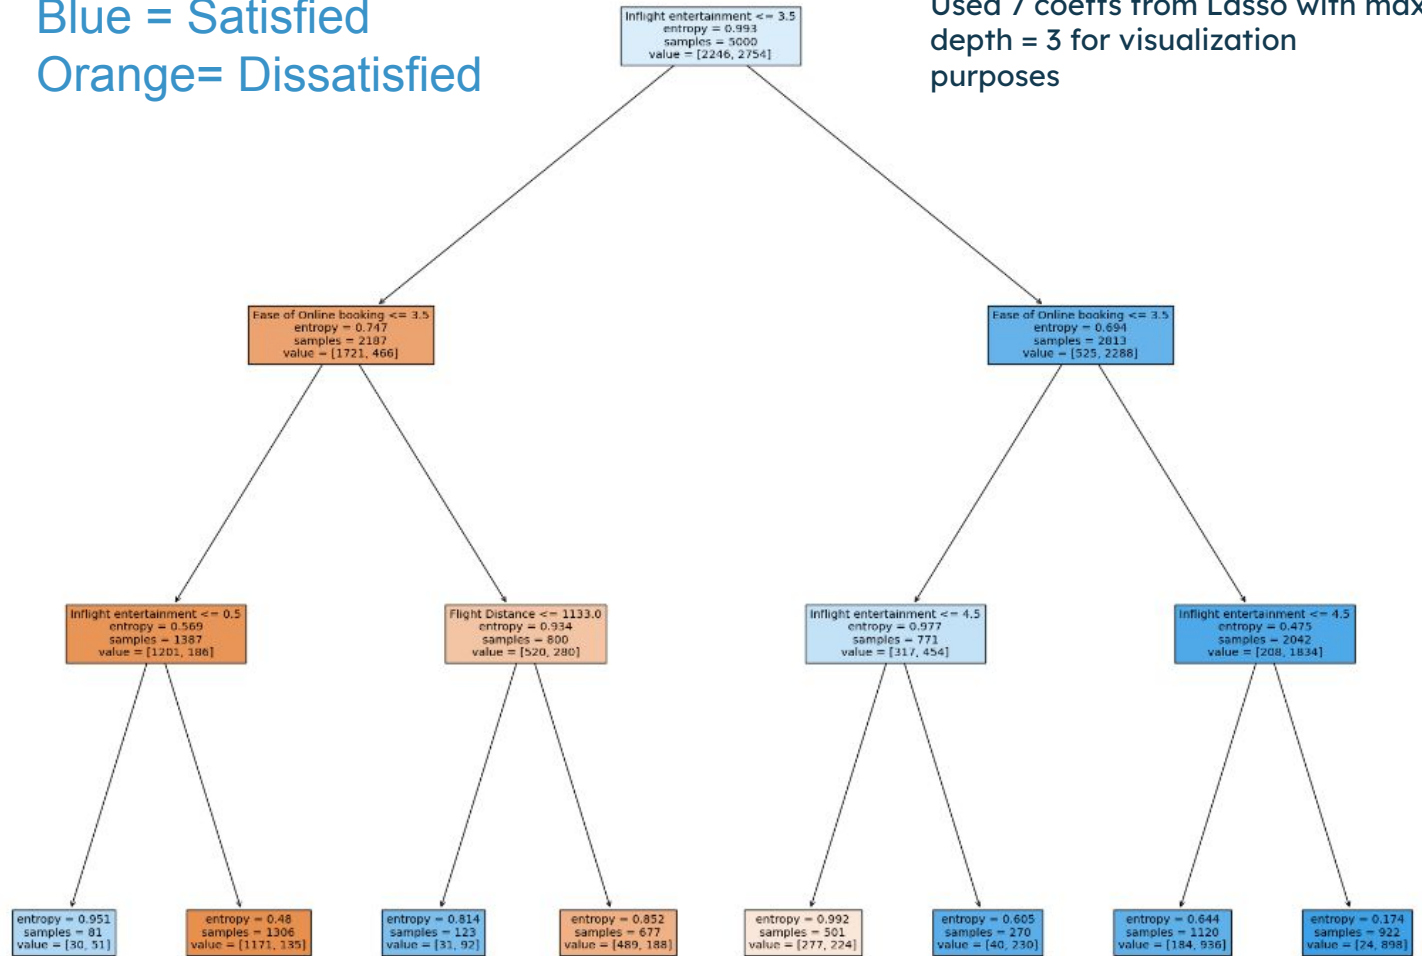 Blue = Satisfied
Orange= Dissatisfied
Used 7 coeffs from Lasso with max
depth = 3 for visualization
purposes
Inflight entertainment <= 3.5
entropy = 0.993
samples = 5000
value = [2246, 2754]
Ease of Online booking <= 3.5
entropy = 0.747
samples = 2187
value = [1721, 466]
Ease of Online booking <= 3.5
entropy = 0.694
samples = 2813
value = [525, 2288]
Inflight entertainment <= 0.5
entropy = 0.569
samples = 1387
value = [1201, 186]
Flight Distance <= 1133.0
entropy = 0.934
samples = 800
value = [520, 280]
Inflight entertainment <= 4.5
entropy = 0.977
samples = 771
value = [317, 454]
Inflight entertainment <= 4.5
entropy = 0.475
samples = 2042
value = [208, 1834]
entropy = 0.951
samples = 81
value = [30, 51]
entropy = 0.48
samples = 1306
value = [1171, 135]
entropy = 0.814
samples = 123
value = [31, 92]
entropy = 0.852
samples = 677
value = [489, 188]
entropy = 0.992
samples = 501
value = [277, 224]
entropy = 0.605
samples = 270
value = [40, 230]
entropy = 0.644
samples = 1120
value = [184, 936]
entropy = 0.174
samples = 922
value = [24, 898]